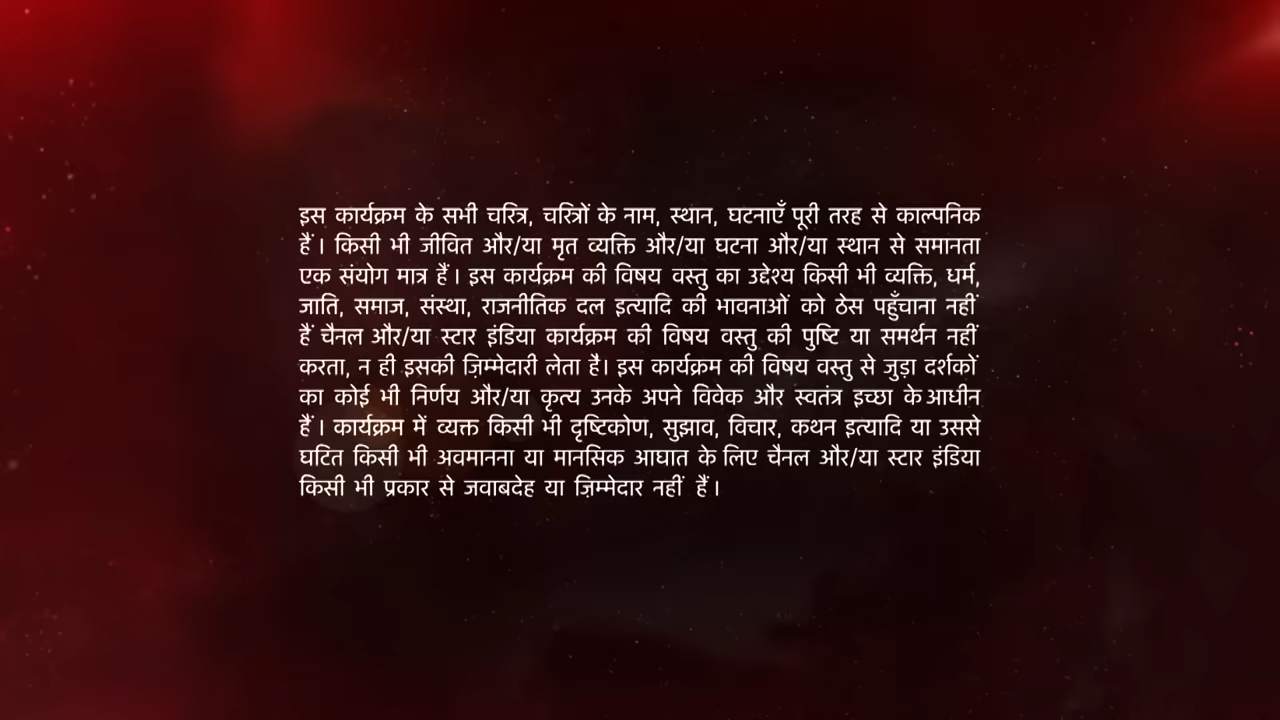 इस कार्यक्रम के सभी चरित्र, चरित्रों के नाम, स्थान, घटनाएँ पूरी तरह से काल्पनिक
हैं। किसी भी जीवित और/या मृत व्यक्ति और/या घटना और/या स्थान से समानता
एक संयोग मात्र हैं। इस कार्यक्रम की विषय वस्तु का उद्देश्य किसी भी व्यक्ति, धर्म,
जाति, समाज, संस्था, राजनीतिक दल इत्यादि की भावनाओं को ठेस पहुँचाना नहीं
हैं चैनल और/या स्टार इंडिया कार्यक्रम की विषय वस्तु की पुष्टि या समर्थन नहीं
करता, न ही इसकी ज़िम्मेदारी लेता है। इस कार्यक्रम की विषय वस्तु से जुड़ा दर्शकों
का कोई भी निर्णय और/या कृत्य उनके अपने विवेक और स्वतंत्र इच्छा के आधीन
हैं। कार्यक्रम में व्यक्त किसी भी दृष्टिकोण, सुझाव, विचार, कथन इत्यादि या उससे
घटित किसी भी अवमानना या मानसिक आघात के लिए चैनल और/या स्टार इंडिया
किसी भी प्रकार से जवाबदेह या ज़िम्मेदार नहीं हैं।